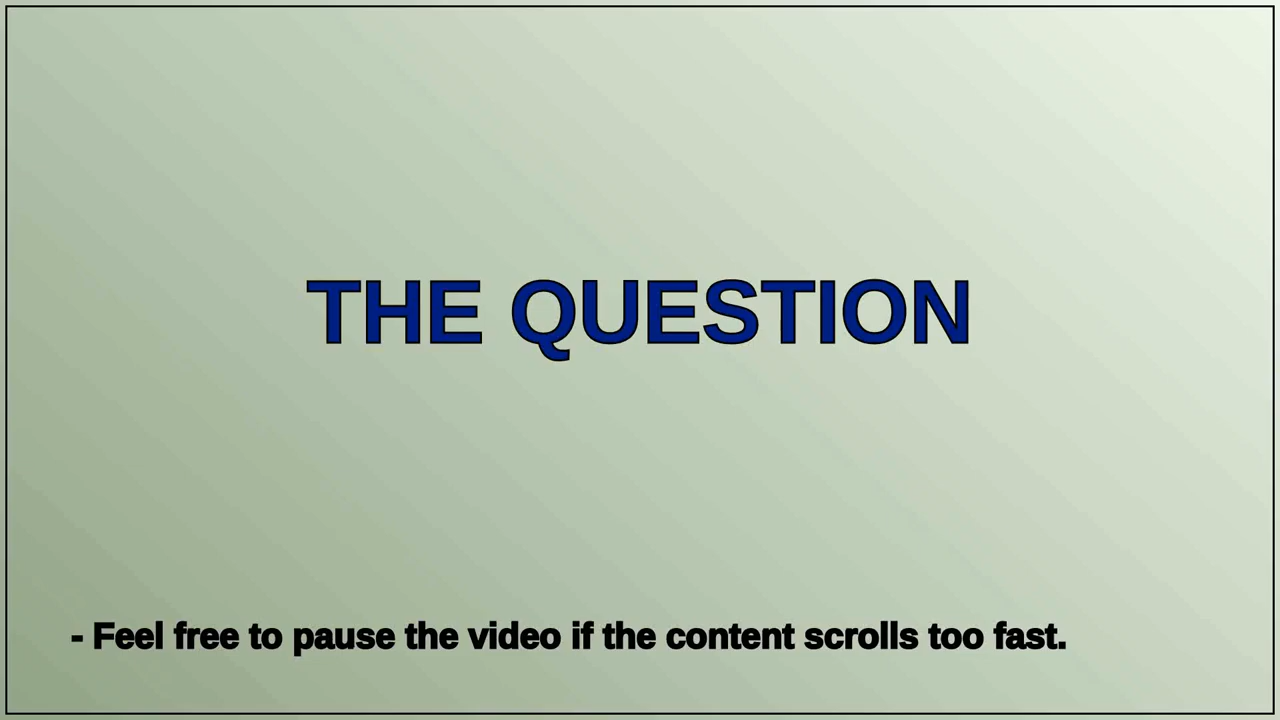 THE QUESTION
- Feel free to pause the video if the content scrolls too fast.